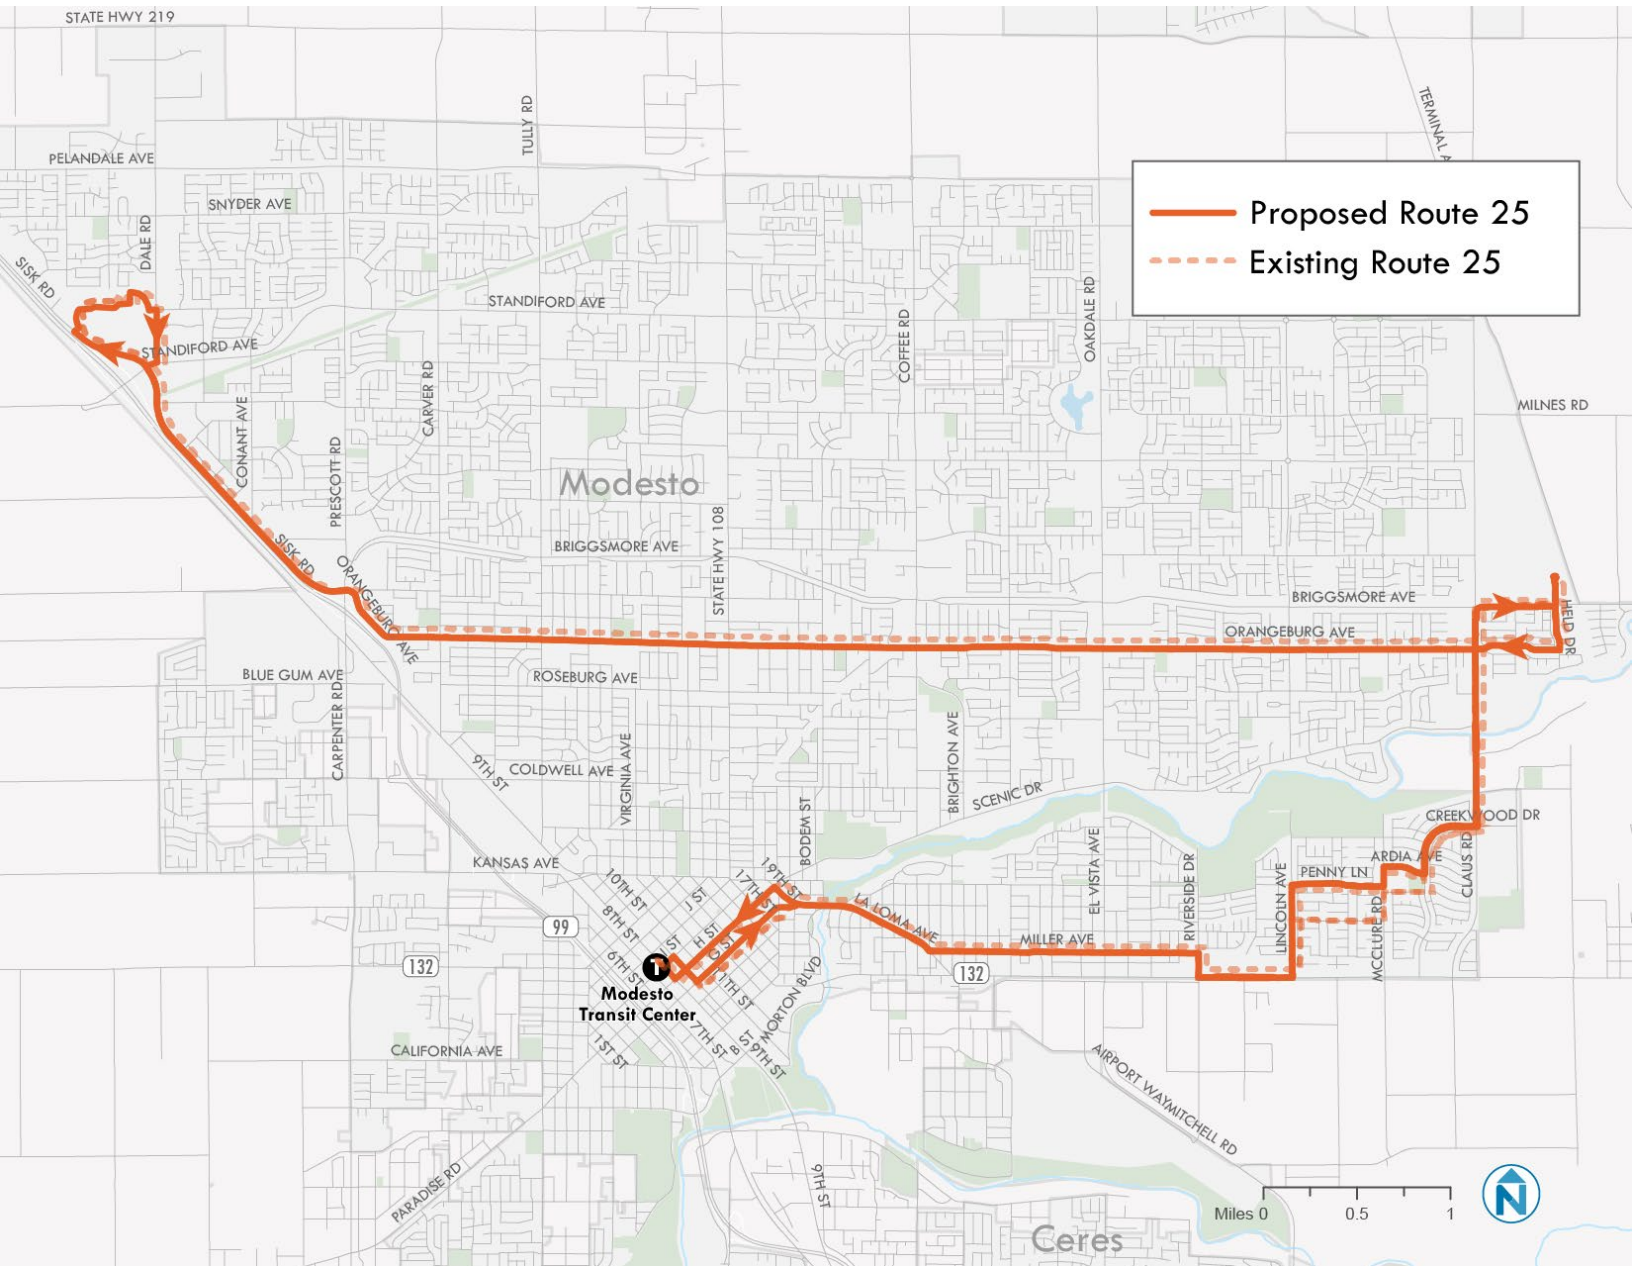 STATE HWY 219
TULLY RD
TERMINAL A
PELANDALE AVE
SNYDER AVE
DALE RD
SISK RD
Proposed Route 25
Existing Route 25
STANDIFORD AVE
OAKDALE RD
COFFEE RD
STANDIFORD AVE
CARVER RD
CONANT AVE
MILNES RD
PRESCOTT RD
Modesto
STATE HWY 108
BRIGGSMORE AVE
SISK RD
ORANGEBURG AVE
BRIGGSMORE AVE
HELD DR
ORANGEBURG AVE
BLUE GUM AVE
ROSEBURG AVE
CARPENTER RD
9TH ST
COLDWELL AVE
VIRGINIA AVE
BRIGHTON AVE
SCENIC DR
BODEM ST
CREEKWOOD DR
KANSAS AVE
ARDIA AVE
EL VISTA AVE
RIVERSIDE DR
LINCOLN AVE
PENNY LN
CLAUS RD
19TH ST
17TH ST
10TH ST
J ST
8TH ST
99
H ST
G ST
LA LOMA AVE
MILLER AVE
MCCLURE RD
132
6TH ST
I ST
T
132
Modesto
Transit Center
11TH ST
MORTON BLVD
7TH ST
B ST
9TH ST
1ST ST
CALIFORNIA AVE
AIRPORT WAY
MITCHELL RD
PARADISE RD
9TH ST
N
Miles 0 0.5 1
Ceres